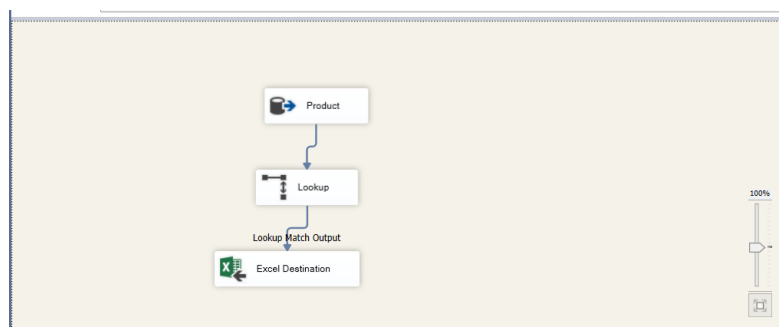 Product
Lookup
Lookup Match Output
Excel Destination
100%